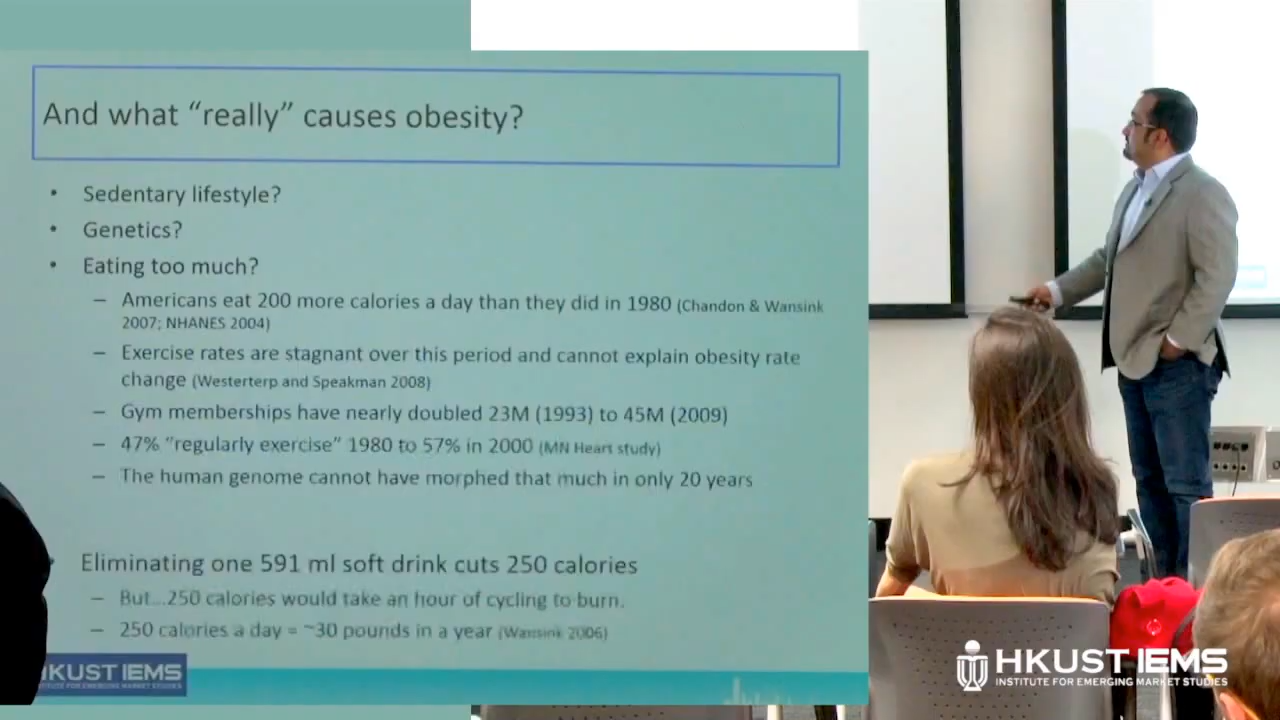 And what “really” causes obesity?
• Sedentary lifestyle?
• Genetics?
• Eating too much?
– Americans eat 200 more calories a day than they did in 1980 (Chandon & Wansink
2007; NHANES 2004)
– Exercise rates are stagnant over this period and cannot explain obesity rate
change (Westerterp and Speakman 2008)
– Gym memberships have nearly doubled 23M (1993) to 45M (2009)
– 47% “regularly exercise” 1980 to 57% in 2000 (MN Heart study)
– The human genome cannot have morphed that much in only 20 years
Eliminating one 591 ml soft drink cuts 250 calories
– But...250 calories would take an hour of cycling to burn.
– 250 calories a day = ~30 pounds in a year (Wansink 2006)
HKUST IEMS
INSTITUTE FOR EMERGING MARKET STUDIES
HKUST IEMS
INSTITUTE FOR EMERGING MARKET STUDIES